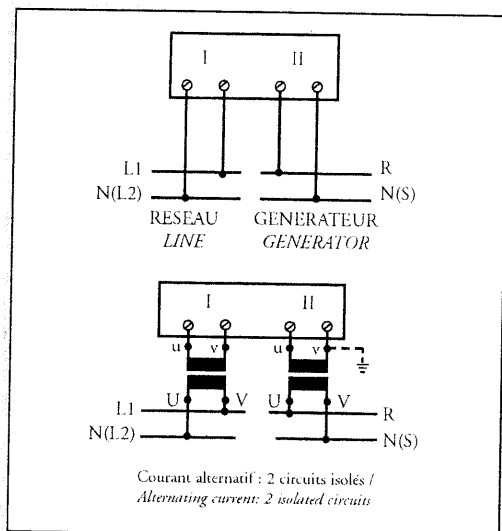 I II
L1 R
N(L2) N(S)
RESEAU GENERATEUR
LINE GENERATOR
I II
u v u v
U V U V
L1 R
N(L2) N(S)
Courant alternatif : 2 circuits isolés /
Alternating current: 2 isolated circuits